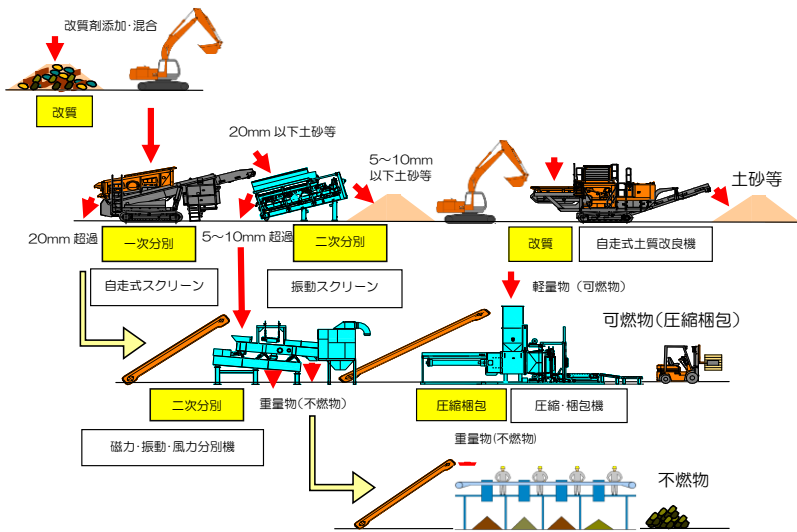 改質剤添加・混合
改質
20mm 以下土砂等
5～10mm
以下土砂等
土砂等
20mm 超過
一次分別
5～10mm 超過
二次分別
改質
自走式土質改良機
自走式スクリーン
振動スクリーン
軽量物（可燃物）
可燃物（圧縮梱包）
二次分別
重量物（不燃物）
圧縮梱包
圧縮・梱包機
磁力・振動・風力分別機
重量物(不燃物)
不燃物